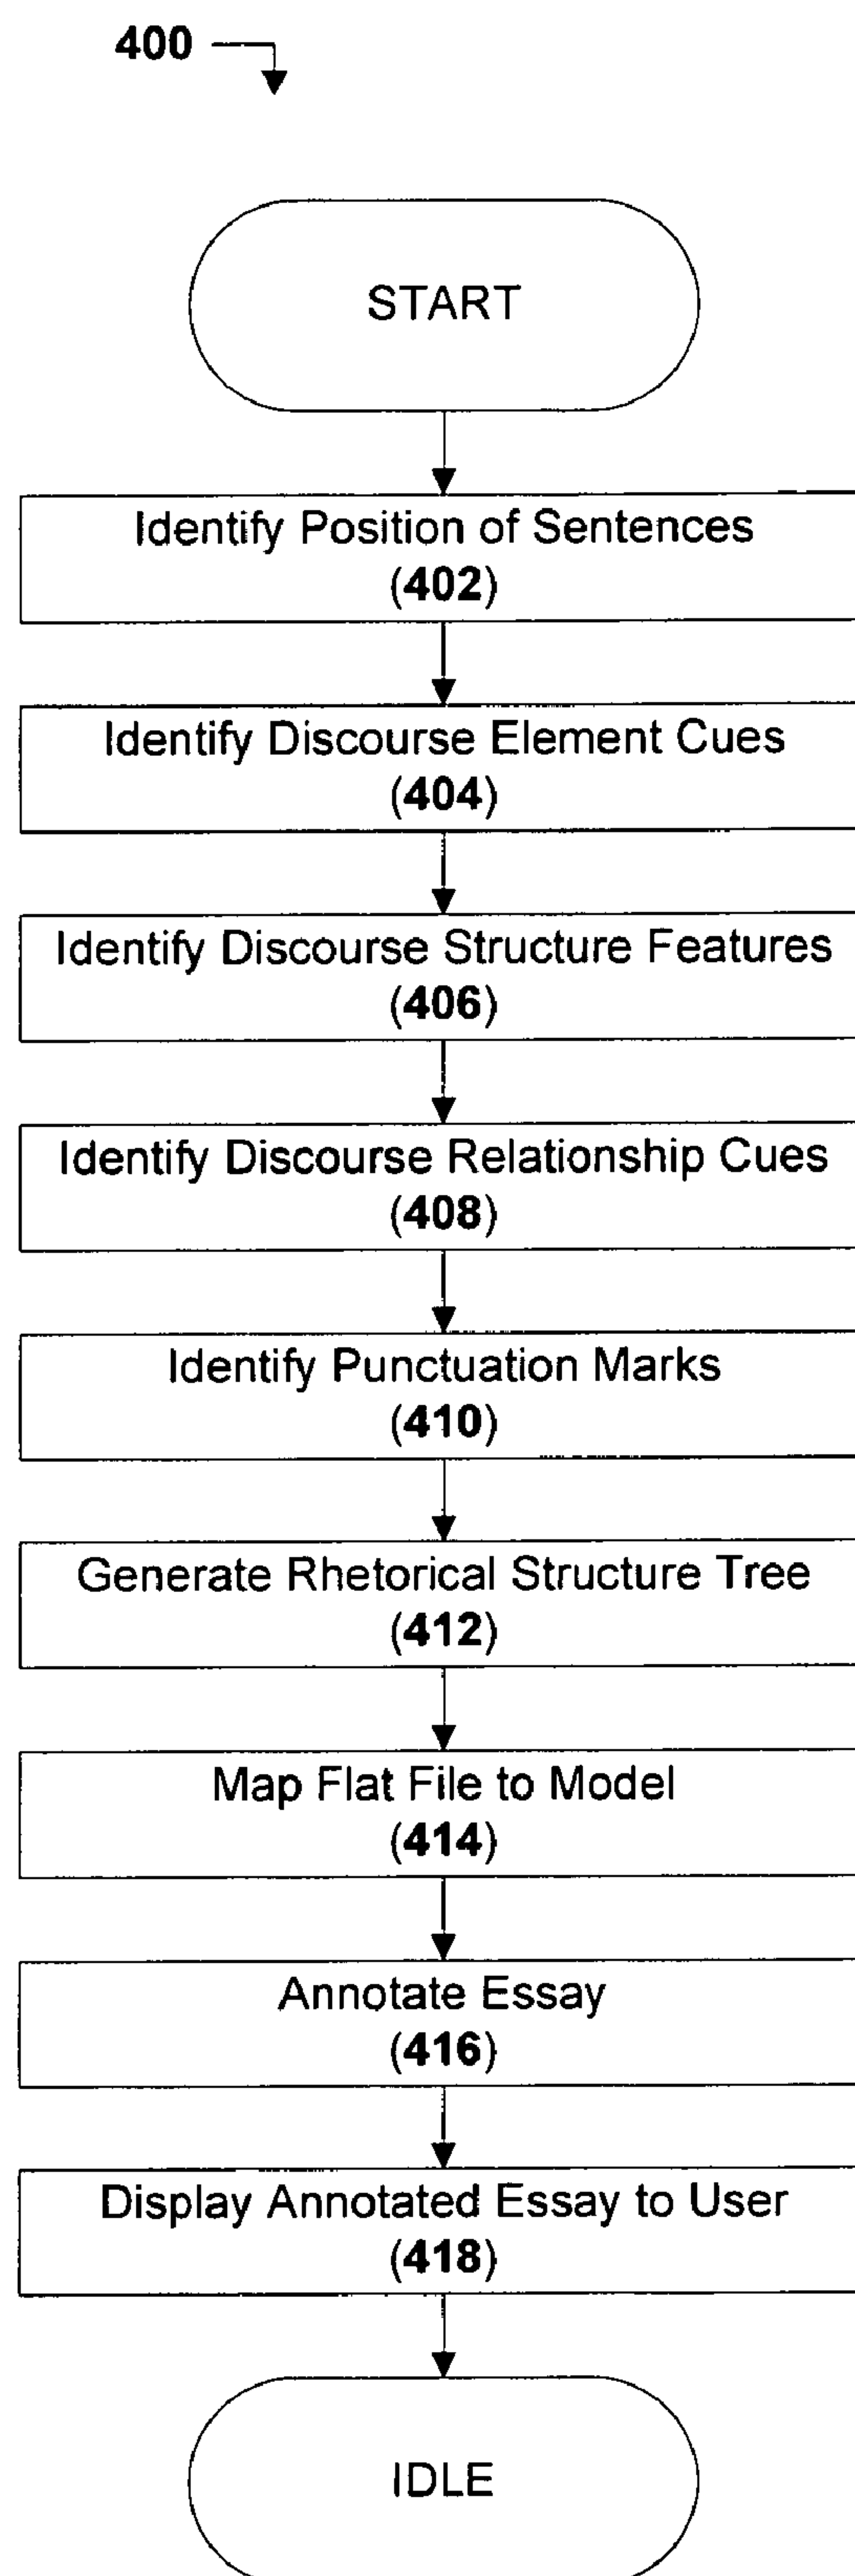 400
START
Identify Position of Sentences
(402)
Identify Discourse Element Cues
(404)
Identify Discourse Structure Features
(406)
Identify Discourse Relationship Cues
(408)
Identify Punctuation Marks
(410)
Generate Rhetorical Structure Tree
(412)
Map Flat File to Model
(414)
Annotate Essay
(416)
Display Annotated Essay to User
(418)
IDLE